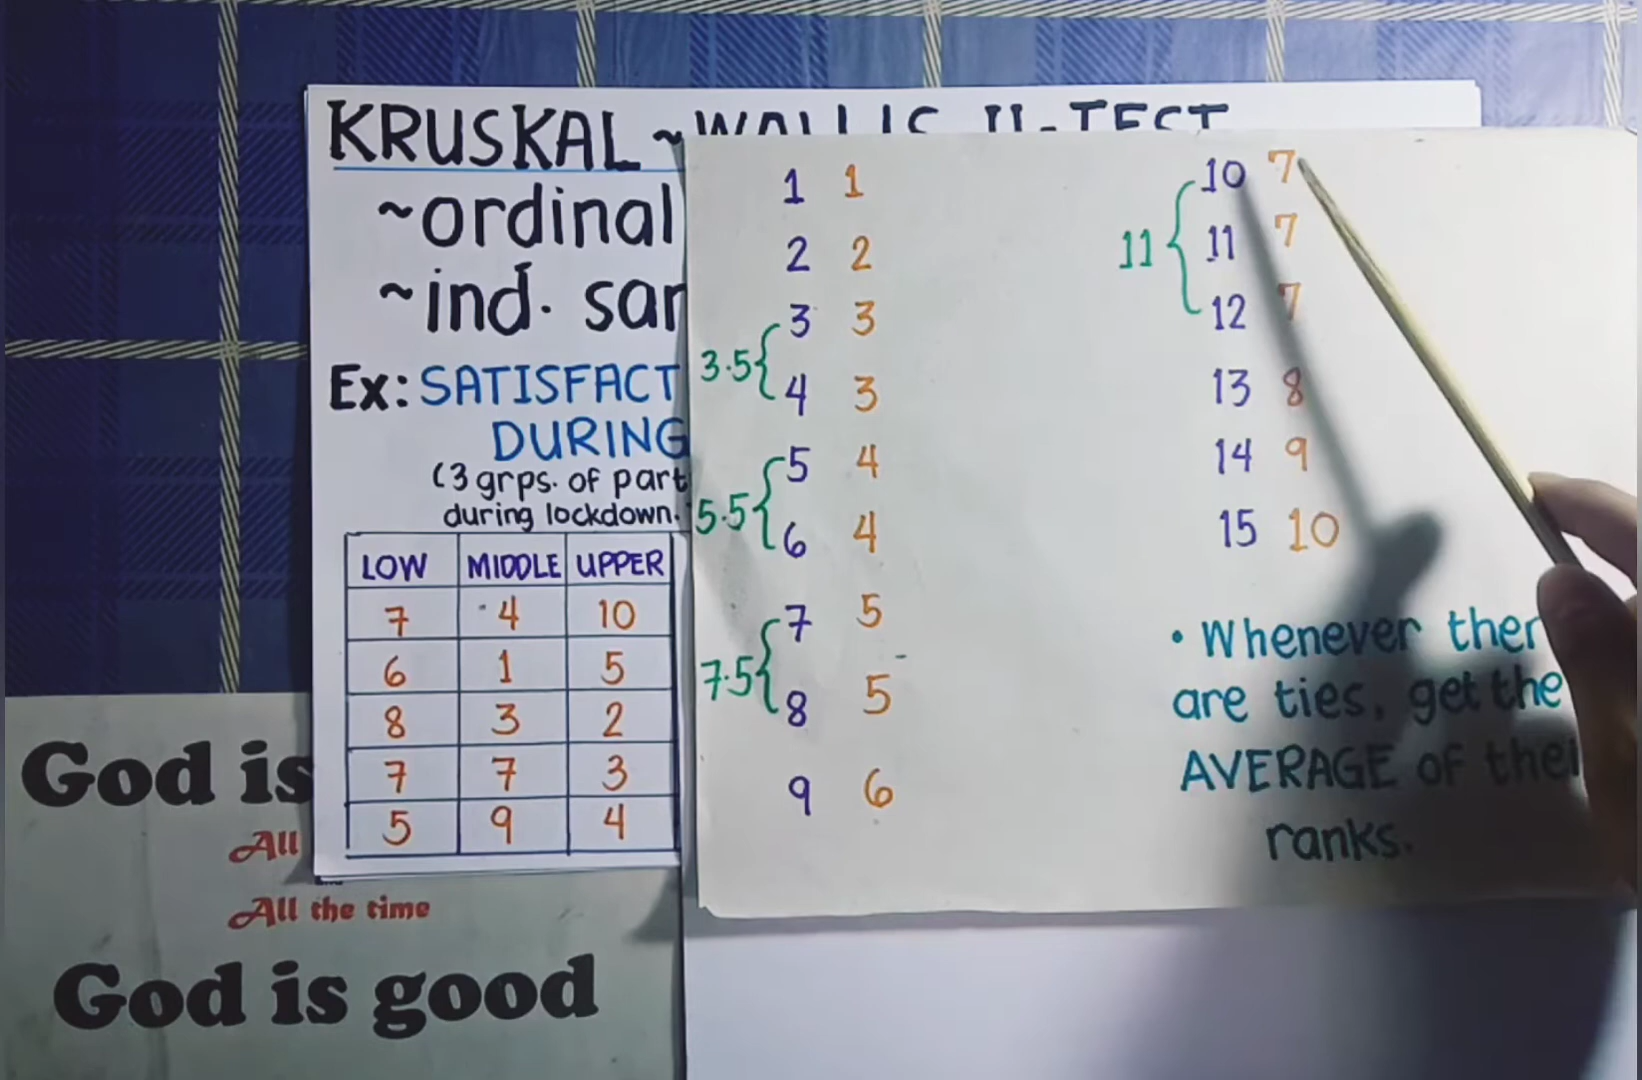 KRUSKAL ~
~ordinal
~ind. sar
Ex: SATISFACT
DURING
(3 grps. of part
during lockdown.
LOW MIDDLE UPPER
7 4 10
6 1 5
8 3 2
7 7 3
5 9 4
1 1
2 2
3 3
3.5
4 3
5 4
5.5
6 4
7 5
7.5
8 5
9 6
10 7
11 11 7
12 7
13 8
14 9
15 10
• Whenever ther
are ties, get the
AVERAGE of thei
ranks.
God is
All
All the time
God is good